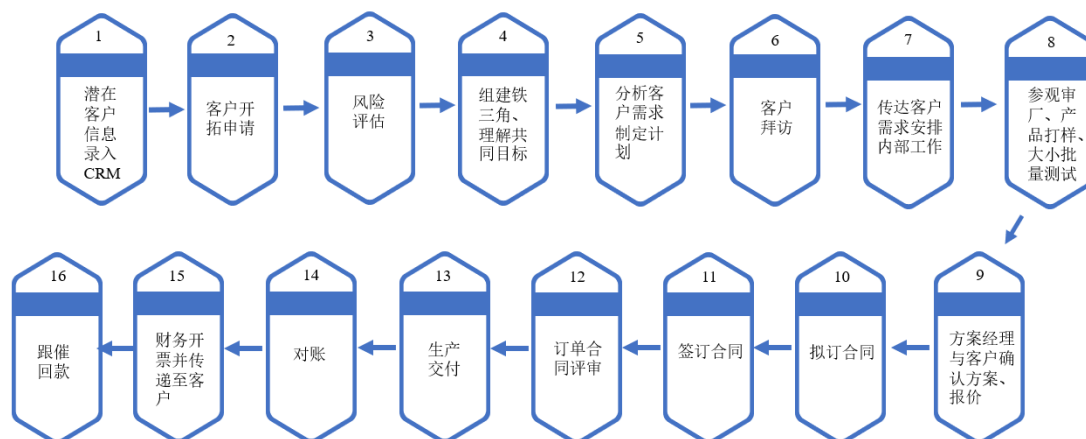 1
潜在
客户
信息
录入
CRM
2
客户开
拓申请
3
风险
评估
4
组建铁
三角、
理解共
同目标
5
分析客
户需求
制定计
划
6
客户
拜访
7
传达客户
需求安排
内部工作
8
参观审
厂、产
品打样、
大小批
量测试
9
方案经理
与客户确
认方案、
报价
10
拟订合同
11
签订合同
12
订单合
同评审
13
生产
交付
14
对账
15
财务开
票并传
递至客
户
16
跟催
回款